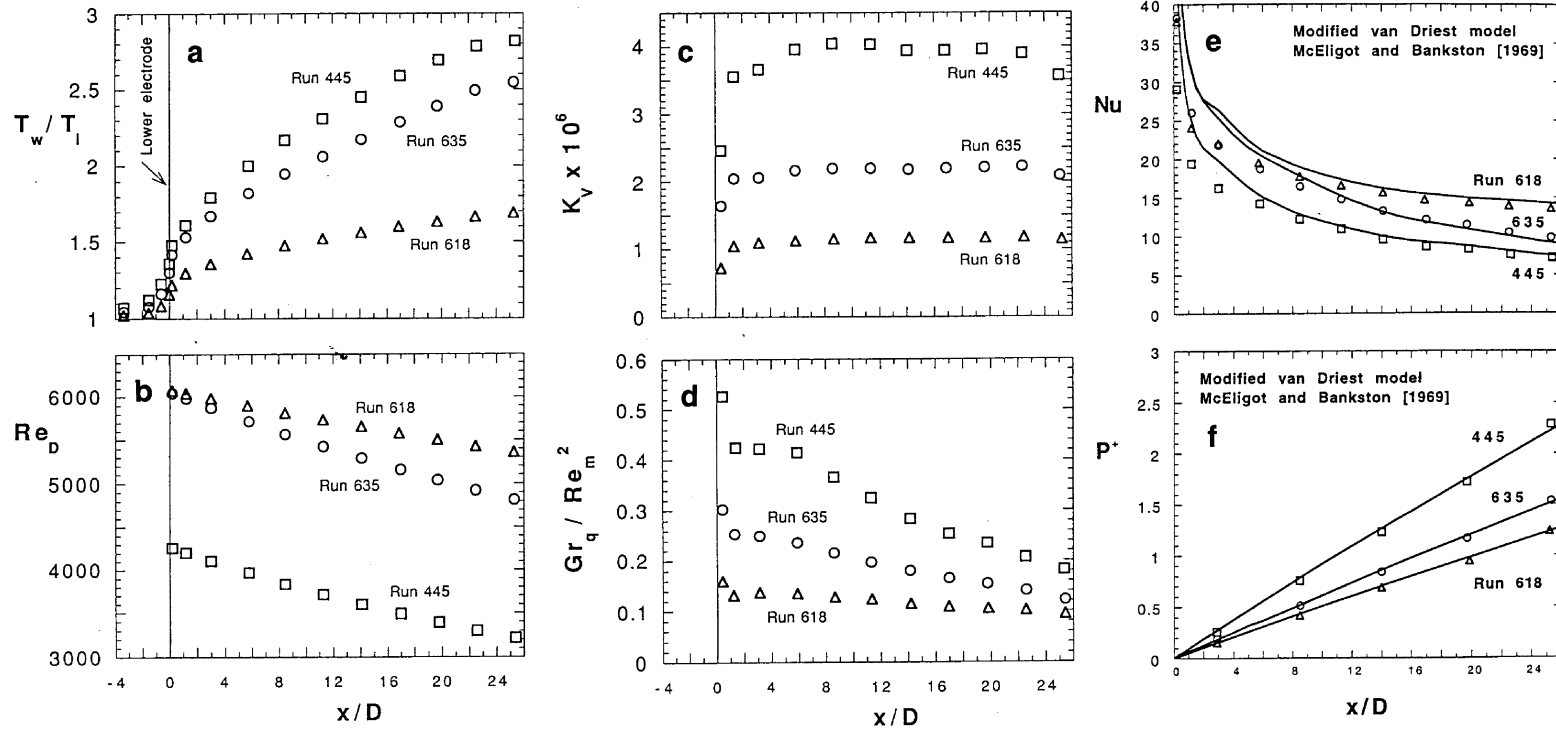 a
T_w / T_i
3
2.5
2
1.5
1
Lower electrode
Run 445
Run 635
Run 618
b
Re_D
6000
5000
4000
3000
Run 618
Run 635
Run 445
-4 0 4 8 12 16 20 24
x/D
c
K_v x 10^6
4
3
2
1
0
Run 445
Run 635
Run 618
d
Gr_q / Re_m^2
0.6
0.5
0.4
0.3
0.2
0.1
0
Run 445
Run 635
Run 618
-4 0 4 8 12 16 20 24
x/D
e
Modified van Driest model
McEligot and Bankston [1969]
Nu
40
35
30
25
20
15
10
5
0
Run 618
635
445
f
Modified van Driest model
McEligot and Bankston [1969]
P^+
3
2.5
2
1.5
1
0.5
0
445
635
Run 618
0 4 8 12 16 20 24
x/D